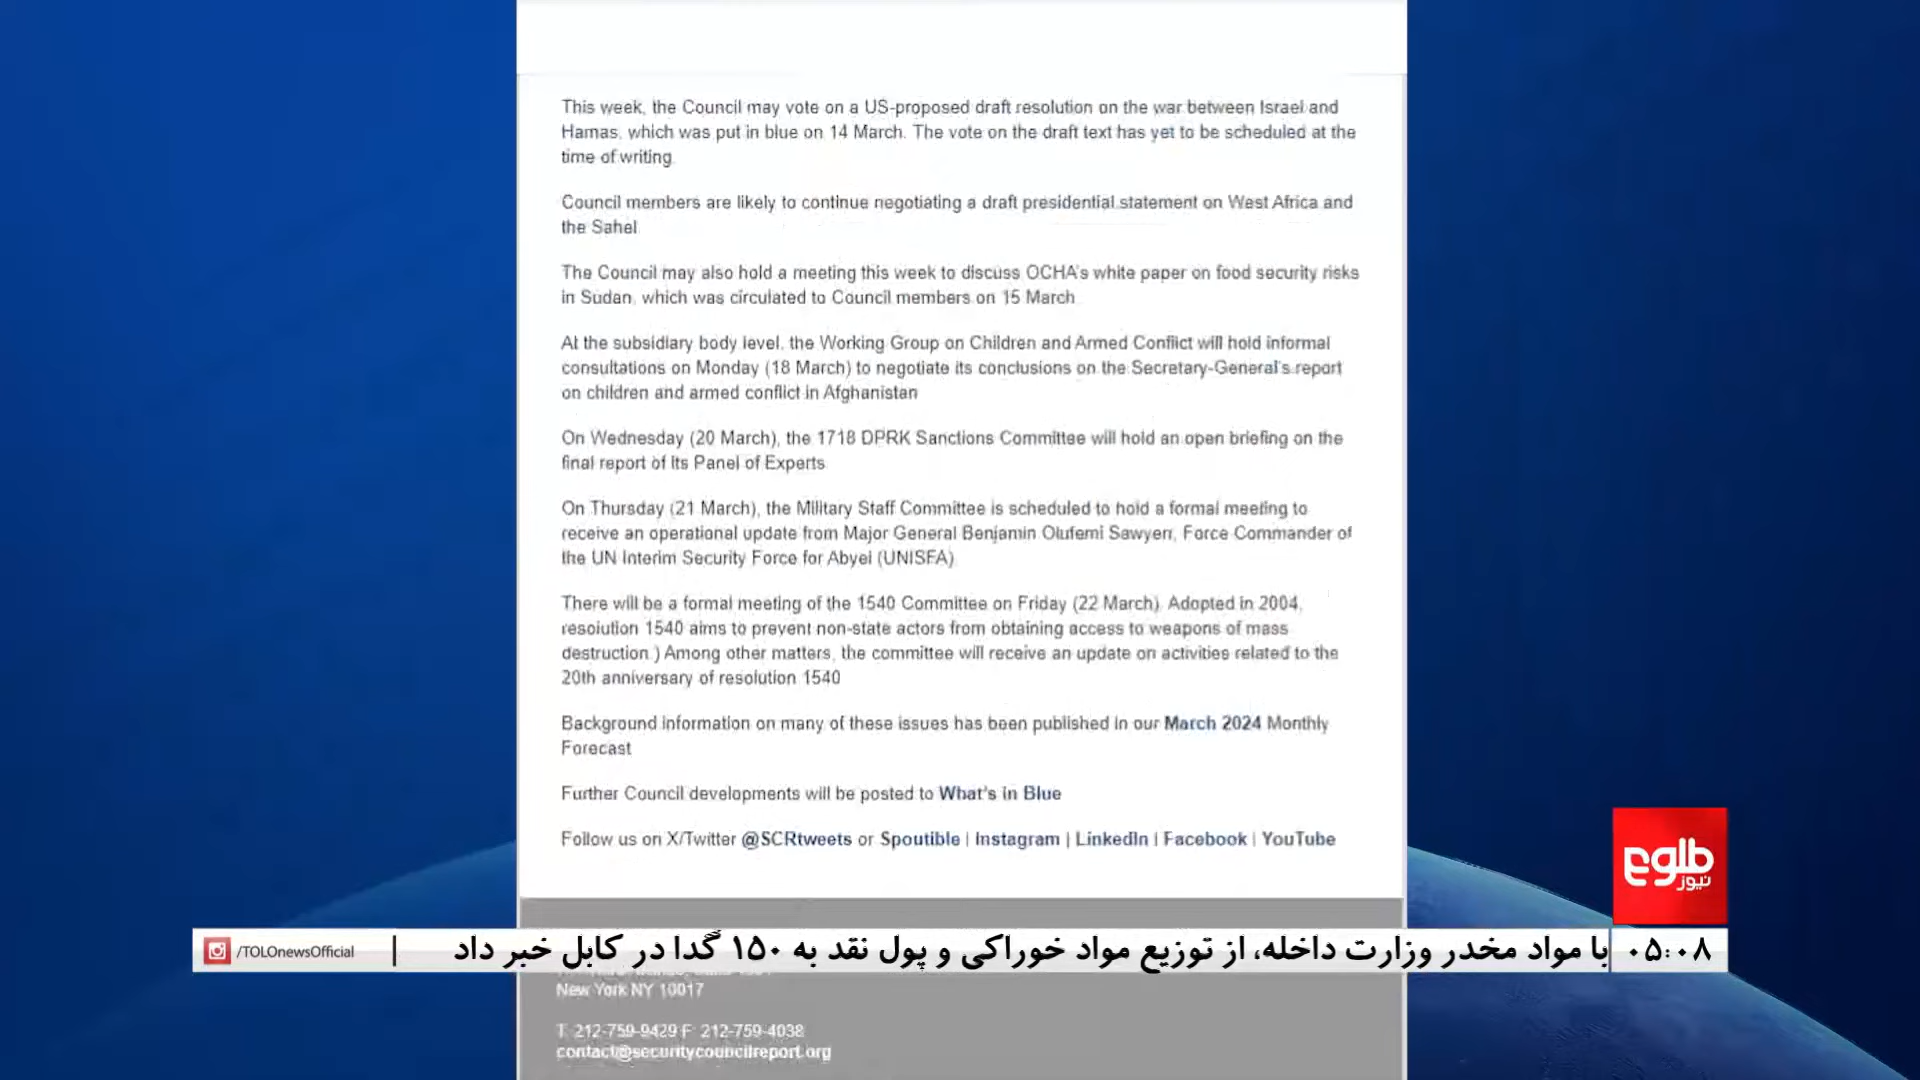 This week, the Council may vote on a US-proposed draft resolution on the war between Israel and
Hamas, which was put in blue on 14 March. The vote on the draft text has yet to be scheduled at the
time of writing.
Council members are likely to continue negotiating a draft presidential statement on West Africa and
the Sahel
The Council may also hold a meeting this week to discuss OCHA's white paper on food security risks
in Sudan, which was circulated to Council members on 15 March
At the subsidiary body level, the Working Group on Children and Armed Conflict will hold informal
consultations on Monday (18 March) to negotiate its conclusions on the Secretary-General's report
on children and armed conflict in Afghanistan
On Wednesday (20 March), the 1718 DPRK Sanctions Committee will hold an open briefing on the
final report of its Panel of Experts
On Thursday (21 March), the Military Staff Committee is scheduled to hold a formal meeting to
receive an operational update from Major General Benjamin Olufemi Sawyerr, Force Commander of
the UN Interim Security Force for Abyei (UNISFA)
There will be a formal meeting of the 1540 Committee on Friday (22 March). Adopted in 2004,
resolution 1540 aims to prevent non-state actors from obtaining access to weapons of mass
destruction.) Among other matters, the committee will receive an update on activities related to the
20th anniversary of resolution 1540
Background information on many of these issues has been published in our March 2024 Monthly
Forecast
Further Council developments will be posted to What's in Blue
Follow us on X/Twitter @SCRtweets or Spoutible | Instagram | LinkedIn | Facebook | YouTube
طلوع
نیوز
۰۵:۰۸
با مواد مخدر وزارت داخله، از توزیع مواد خوراکی و پول نقد به ۱۵۰ گدا در کابل خبر داد
|
/TOLOnewsOfficial
New York NY 10017
T: 212-759-9429 F: 212-759-4038
contact@securitycouncilreport.org